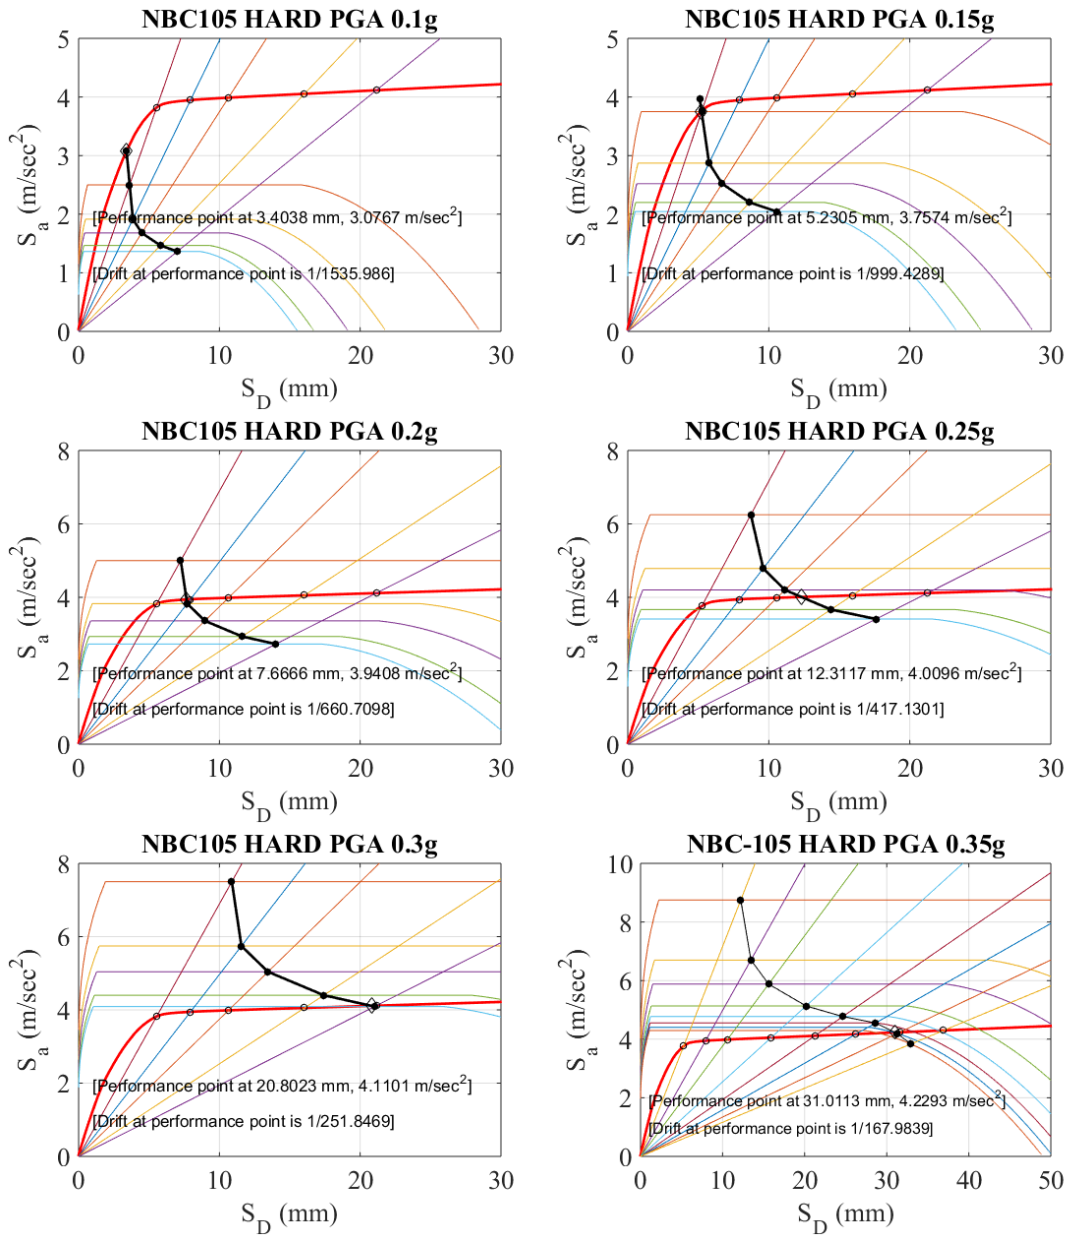 NBC105 HARD PGA 0.1g
5
4
3
2
1
0
S_a (m/sec^2)
[Performance point at 3.4038 mm, 3.0767 m/sec^2]
[Drift at performance point is 1/1535.986]
0 10 20 30
S_D (mm)
NBC105 HARD PGA 0.15g
5
4
3
2
1
0
S_a (m/sec^2)
[Performance point at 5.2305 mm, 3.7574 m/sec^2]
[Drift at performance point is 1/999.4289]
0 10 20 30
S_D (mm)
NBC105 HARD PGA 0.2g
8
6
4
2
0
S_a (m/sec^2)
[Performance point at 7.6666 mm, 3.9408 m/sec^2]
[Drift at performance point is 1/660.7098]
0 10 20 30
S_D (mm)
NBC105 HARD PGA 0.25g
8
6
4
2
0
S_a (m/sec^2)
[Performance point at 12.3117 mm, 4.0096 m/sec^2]
[Drift at performance point is 1/417.1301]
0 10 20 30
S_D (mm)
NBC105 HARD PGA 0.3g
8
6
4
2
0
S_a (m/sec^2)
[Performance point at 20.8023 mm, 4.1101 m/sec^2]
[Drift at performance point is 1/251.8469]
0 10 20 30
S_D (mm)
NBC-105 HARD PGA 0.35g
10
8
6
4
2
0
S_a (m/sec^2)
[Performance point at 31.0113 mm, 4.2293 m/sec^2]
[Drift at performance point is 1/167.9839]
0 10 20 30 40 50
S_D (mm)